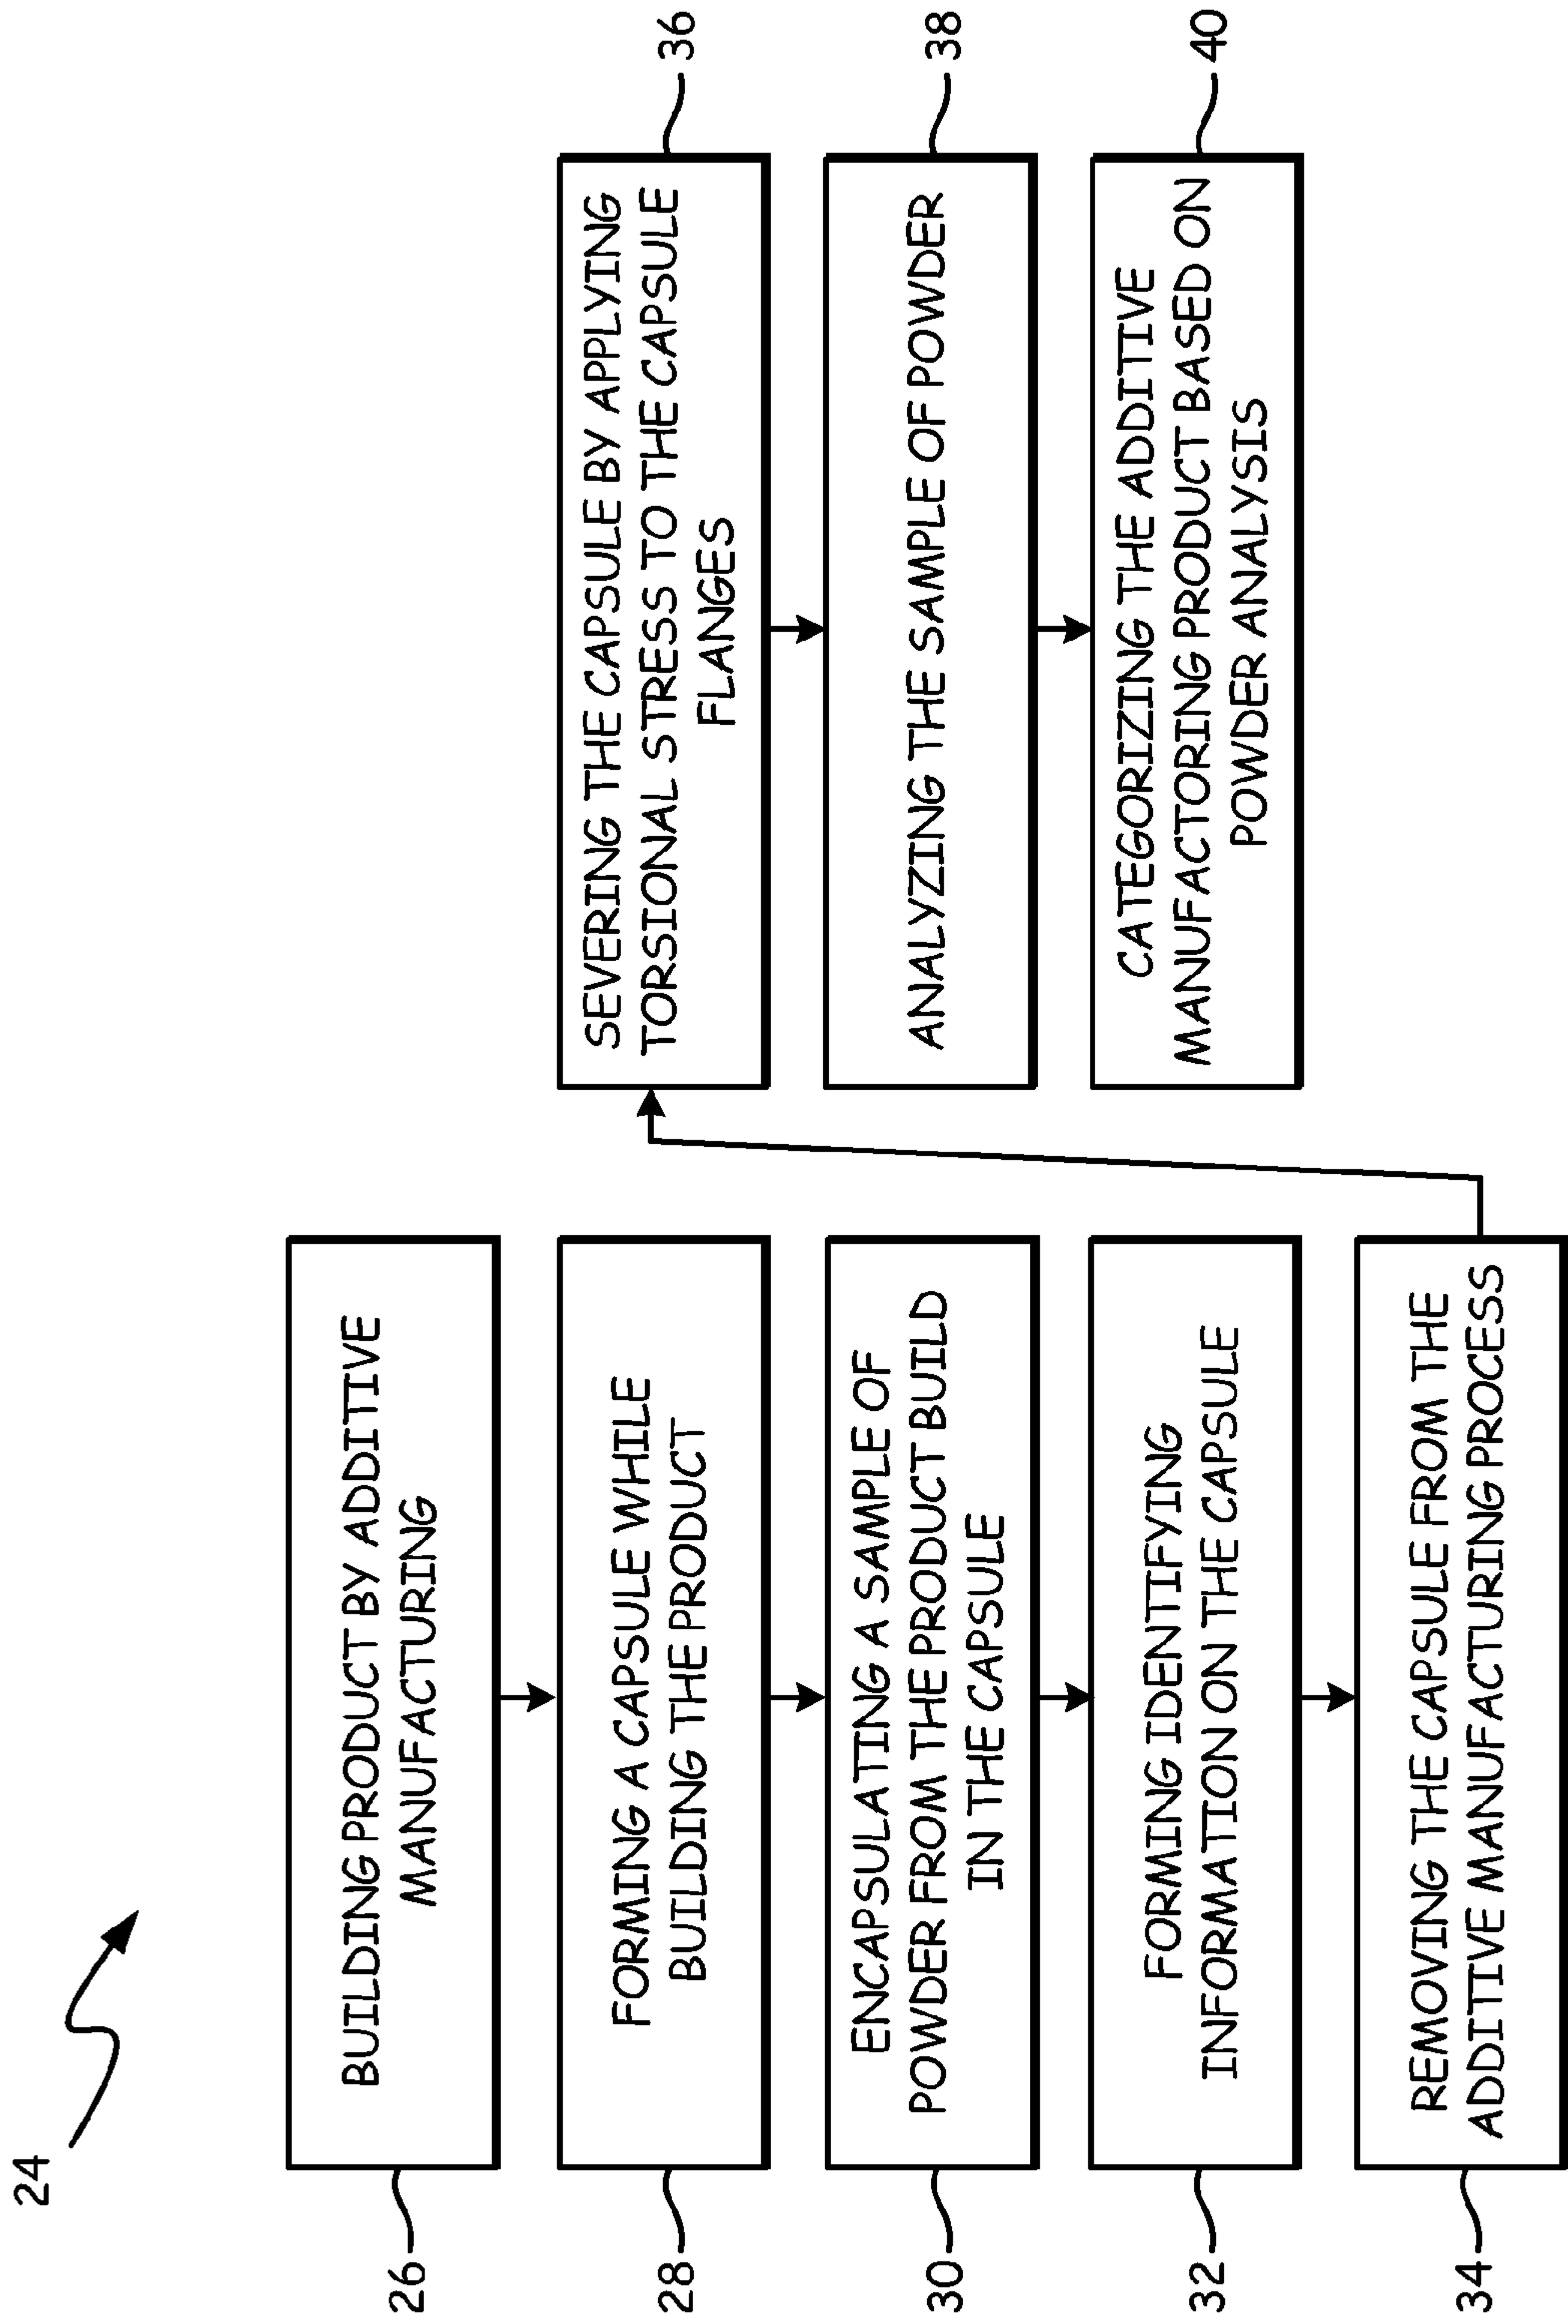 24
26
BUILDING PRODUCT BY ADDITIVE
MANUFACTURING
28
FORMING A CAPSULE WHILE
BUILDING THE PRODUCT
30
ENCAPSULATING A SAMPLE OF
POWDER FROM THE PRODUCT BUILD
IN THE CAPSULE
32
FORMING IDENTIFYING
INFORMATION ON THE CAPSULE
34
REMOVING THE CAPSULE FROM THE
ADDITIVE MANUFACTURING PROCESS
36
SEVERING THE CAPSULE BY APPLYING
TORSIONAL STRESS TO THE CAPSULE
FLANGES
38
ANALYZING THE SAMPLE OF POWDER
40
CATEGORIZING THE ADDITIVE
MANUFACTORING PRODUCT BASED ON
POWDER ANALYSIS